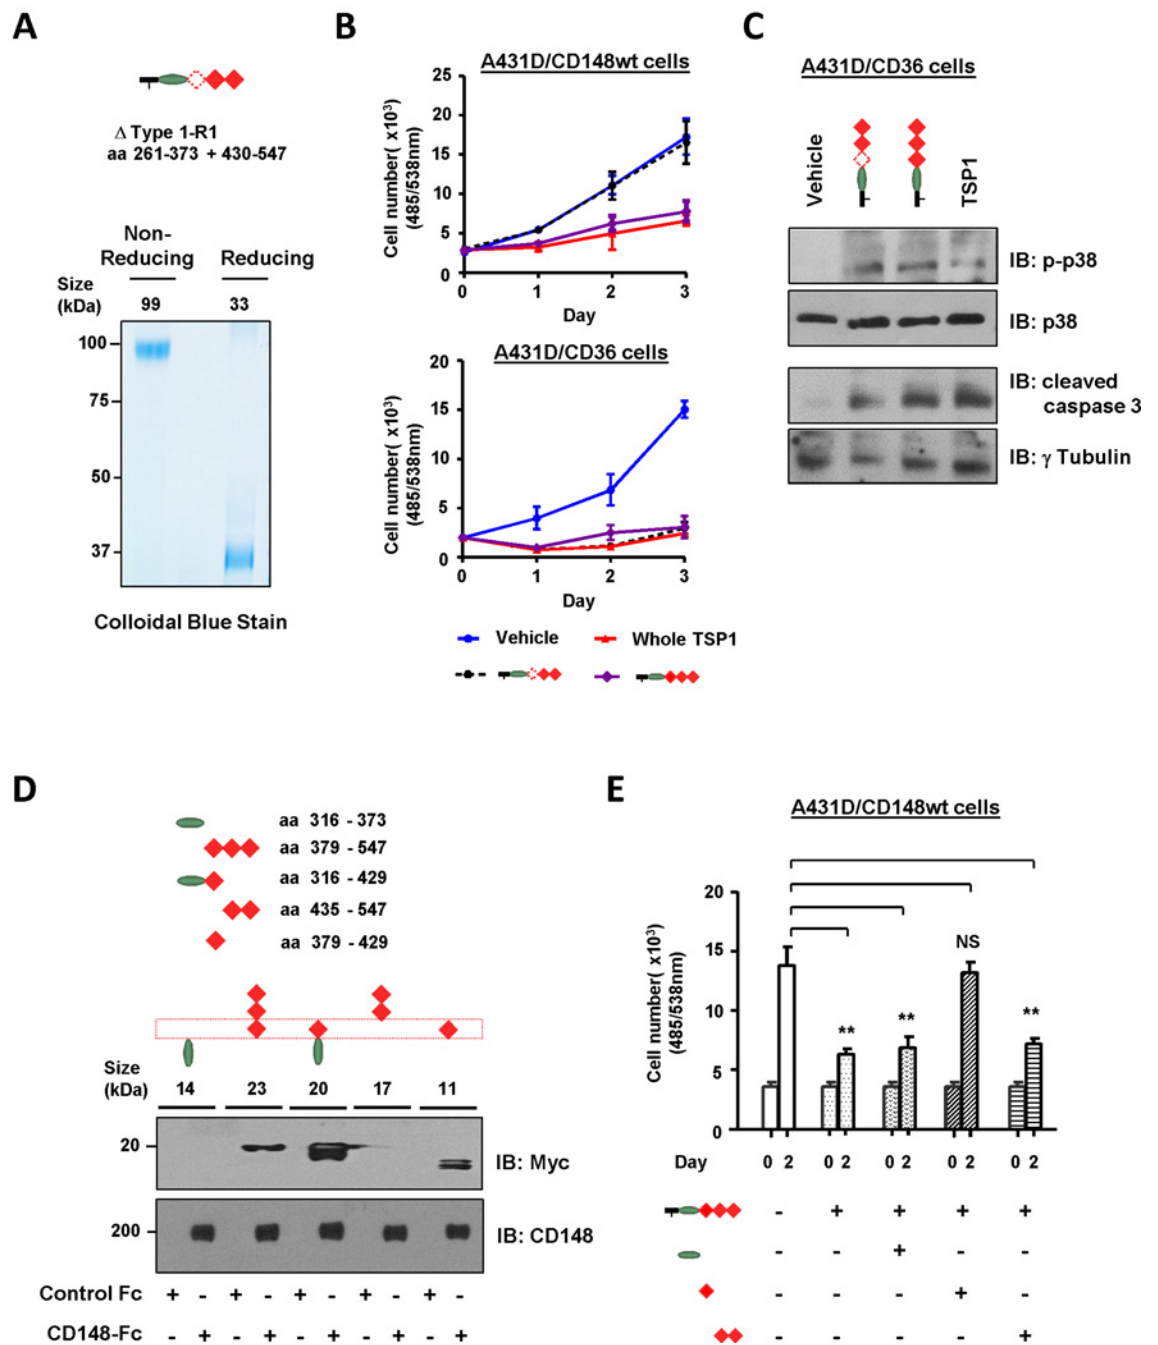 A
Δ Type 1-R1
aa 261-373 + 430-547
Non-
Reducing
Reducing
Size
(kDa)
99
33
100
75
50
37
Colloidal Blue Stain
B
A431D/CD148wt cells
Cell number( x10³)
(485/538nm)
25
20
15
10
5
0
0 1 2 3
Day
A431D/CD36 cells
Cell number( x10³)
(485/538nm)
20
15
10
5
0
0 1 2 3
Day
Vehicle
Whole TSP1
C
A431D/CD36 cells
Vehicle
TSP1
IB: p-p38
IB: p38
IB: cleaved
caspase 3
IB: γ Tubulin
D
aa 316 - 373
aa 379 - 547
aa 316 - 429
aa 435 - 547
aa 379 - 429
Size
(kDa)
14 23 20 17 11
20
IB: Myc
200
IB: CD148
Control Fc + - + - + - + - + -
CD148-Fc - + - + - + - + - +
E
A431D/CD148wt cells
Cell number( x10³)
(485/538nm)
20
15
10
5
0
** ** NS **
Day 0 2 0 2 0 2 0 2 0 2
- + + + +
- - + - -
- - - + -
- - - - +